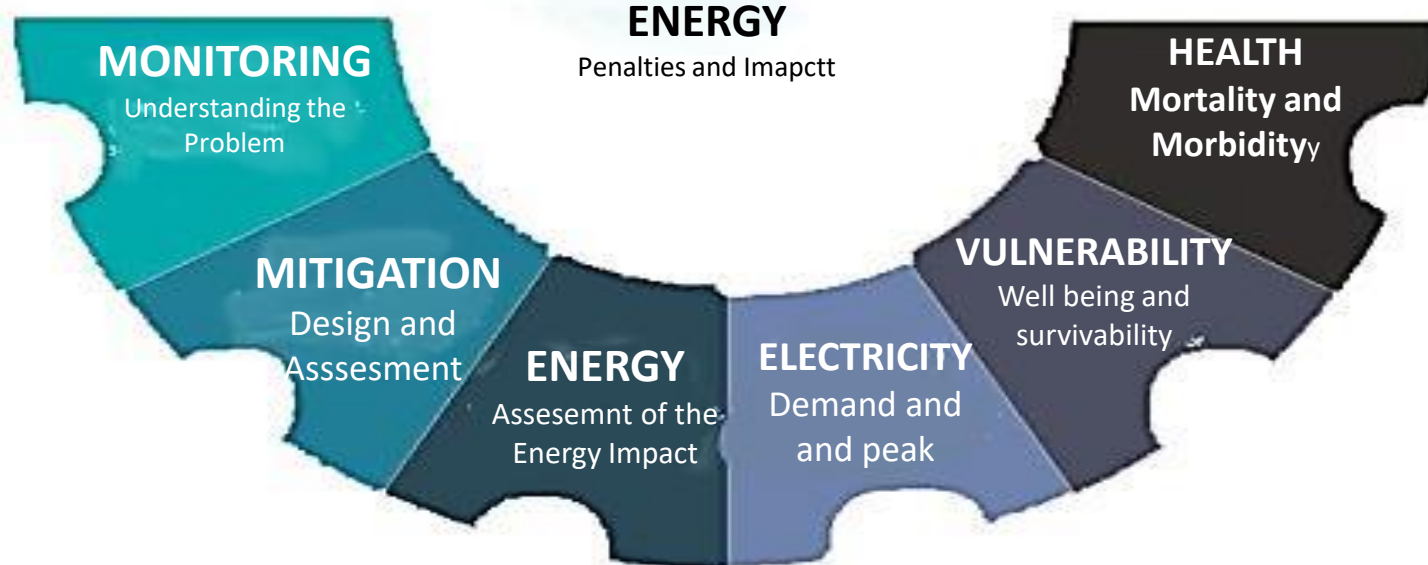 ENERGY
Penalties and Imapctt
MONITORING
Understanding the
Problem
MITIGATION
Design and
Asssesment
ENERGY
Assesemnt of the
Energy Impact
ELECTRICITY
Demand and
and peak
VULNERABILITY
Well being and
survivability
HEALTH
Mortality and
Morbidityy